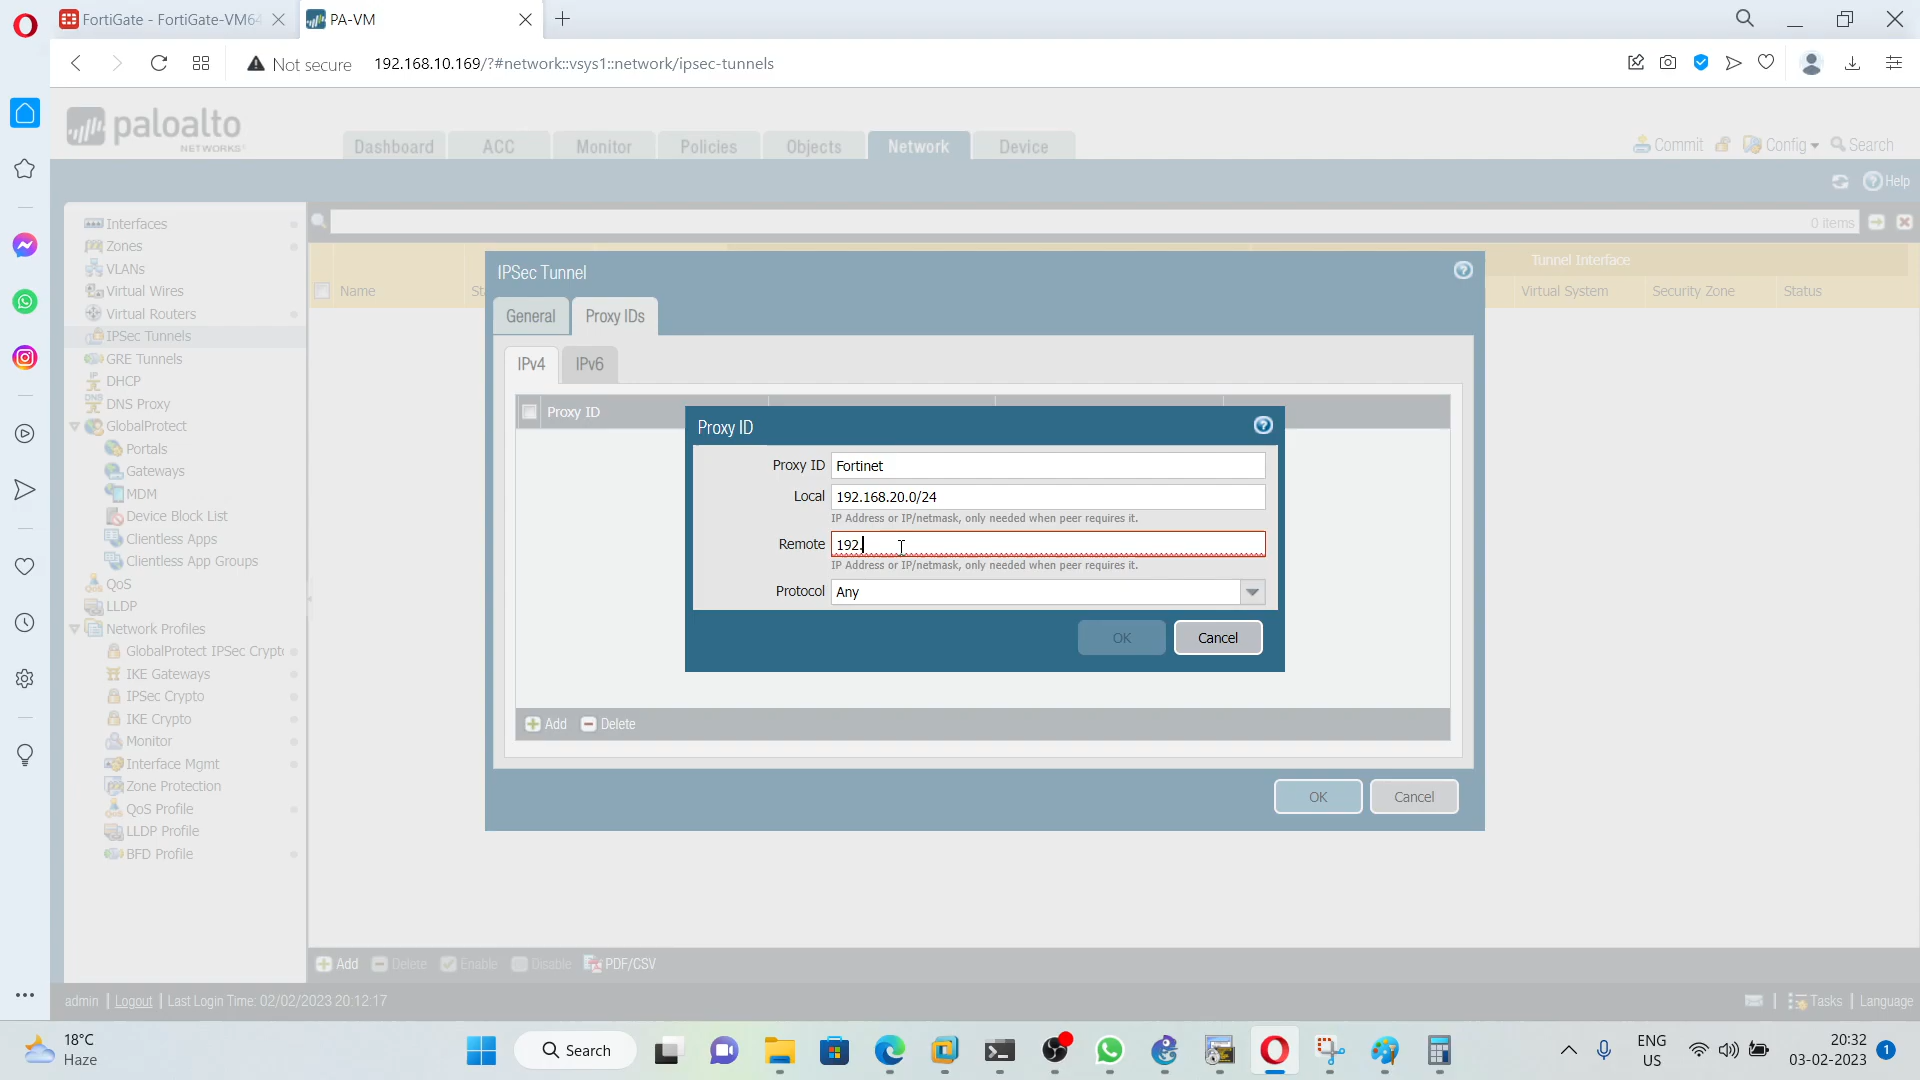 FortiGate - FortiGate-VM64
PA-VM
Not secure
192.168.10.169/?#network::vsys1::network/ipsec-tunnels
paloalto
NETWORKS
Dashboard
ACC
Monitor
Policies
Objects
Network
Device
Commit
Config
Search
Help
Interfaces
Zones
VLANs
Virtual Wires
Virtual Routers
IPSec Tunnels
GRE Tunnels
DHCP
DNS Proxy
GlobalProtect
Portals
Gateways
MDM
Device Block List
Clientless Apps
Clientless App Groups
QoS
LLDP
Network Profiles
GlobalProtect IPSec Crypto
IKE Gateways
IPSec Crypto
IKE Crypto
Monitor
Interface Mgmt
Zone Protection
QoS Profile
LLDP Profile
BFD Profile
0 items
Tunnel Interface
Name
Virtual System
Security Zone
Status
IPSec Tunnel
General
Proxy IDs
IPv4
IPv6
Proxy ID
Proxy ID
Proxy ID
Fortinet
Local
192.168.20.0/24
IP Address or IP/netmask, only needed when peer requires it.
Remote
192.
IP Address or IP/netmask, only needed when peer requires it.
Protocol
Any
OK
Cancel
Add
Delete
OK
Cancel
Add
Delete
Enable
Disable
PDF/CSV
admin
Logout
Last Login Time: 02/02/2023 20:12:17
Tasks
Language
18°C
Haze
Search
ENG
US
20:32
03-02-2023
1